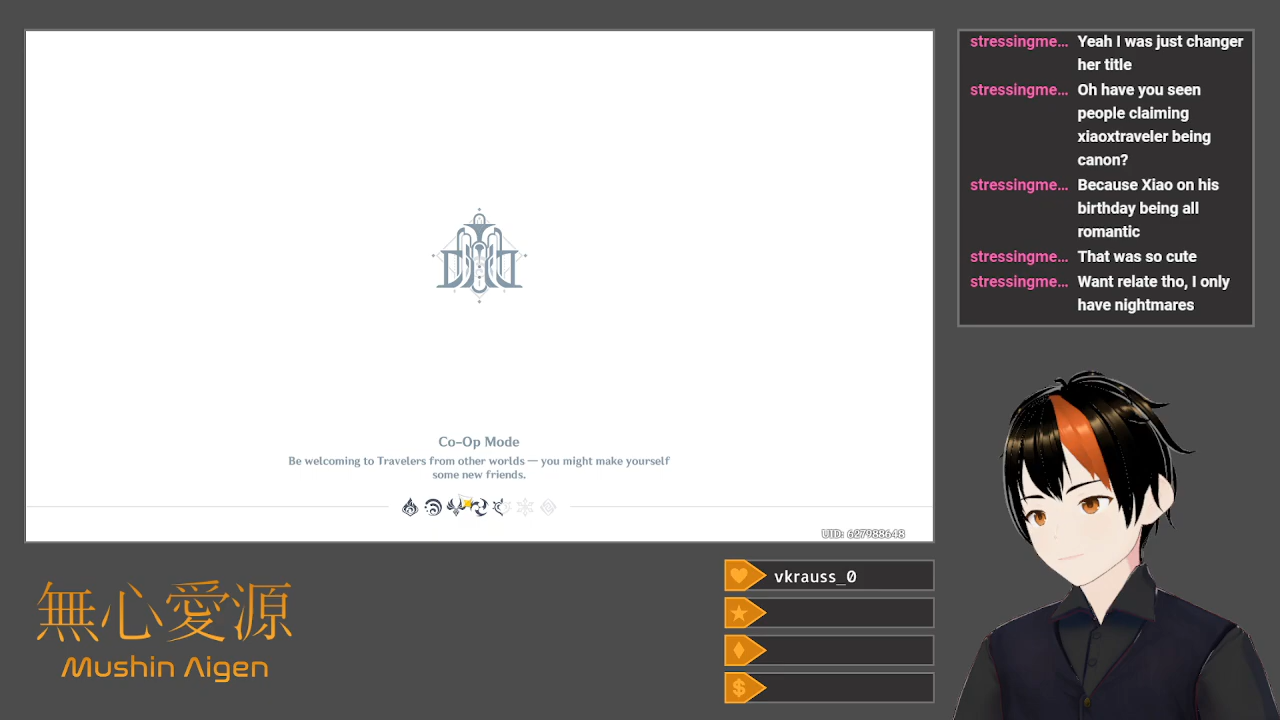 Co-Op Mode
Be welcoming to Travelers from other worlds — you might make yourself
some new friends.
UID: 627988648
stressingme... Yeah I was just changer
her title
stressingme... Oh have you seen
people claiming
xiaoxtraveler being
canon?
stressingme... Because Xiao on his
birthday being all
romantic
stressingme... That was so cute
stressingme... Want relate tho, I only
have nightmares
無心愛源
Mushin Aigen
vkrauss_0